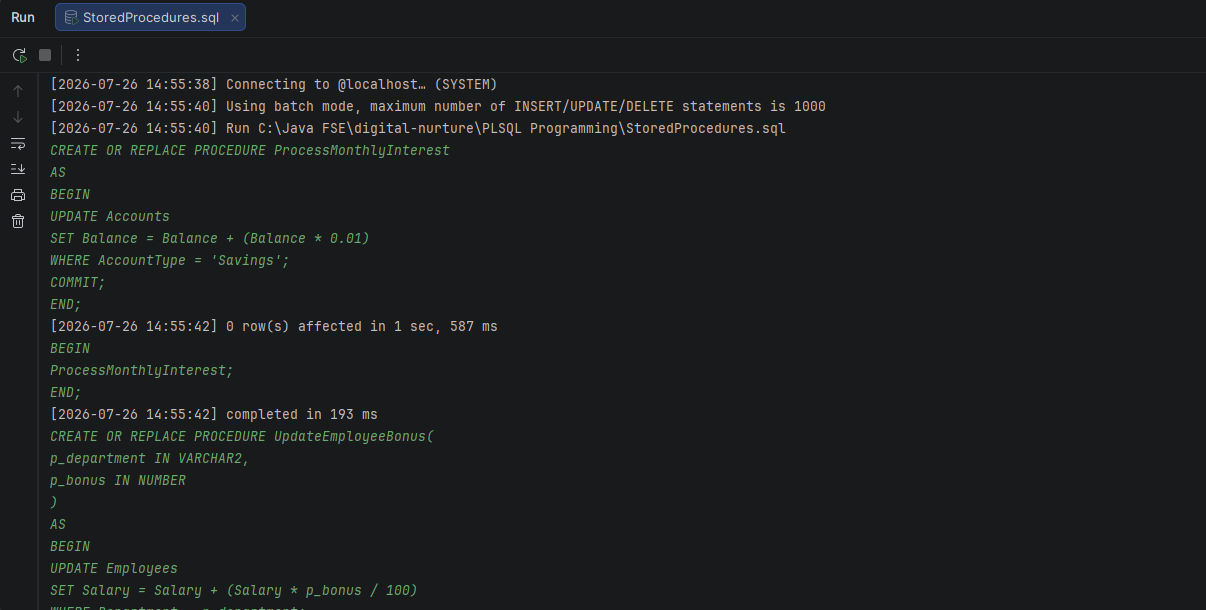 Run
StoredProcedures.sql
[2026-07-26 14:55:38] Connecting to @localhost… (SYSTEM)
[2026-07-26 14:55:40] Using batch mode, maximum number of INSERT/UPDATE/DELETE statements is 1000
[2026-07-26 14:55:40] Run C:\Java FSE\digital-nurture\PLSQL Programming\StoredProcedures.sql
CREATE OR REPLACE PROCEDURE ProcessMonthlyInterest
AS
BEGIN
UPDATE Accounts
SET Balance = Balance + (Balance * 0.01)
WHERE AccountType = 'Savings';
COMMIT;
END;
[2026-07-26 14:55:42] 0 row(s) affected in 1 sec, 587 ms
BEGIN
ProcessMonthlyInterest;
END;
[2026-07-26 14:55:42] completed in 193 ms
CREATE OR REPLACE PROCEDURE UpdateEmployeeBonus(
p_department IN VARCHAR2,
p_bonus IN NUMBER
)
AS
BEGIN
UPDATE Employees
SET Salary = Salary + (Salary * p_bonus / 100)
WHERE Department = p_department;